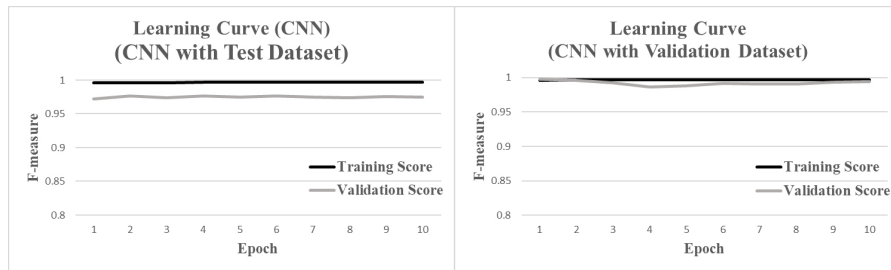 Learning Curve (CNN)
(CNN with Test Dataset)
F-measure
1
0.95
0.9
0.85
0.8
Training Score
Validation Score
1 2 3 4 5 6 7 8 9 10
Epoch
Learning Curve
(CNN with Validation Dataset)
F-measure
1
0.95
0.9
0.85
0.8
Training Score
Validation Score
1 2 3 4 5 6 7 8 9 10
Epoch